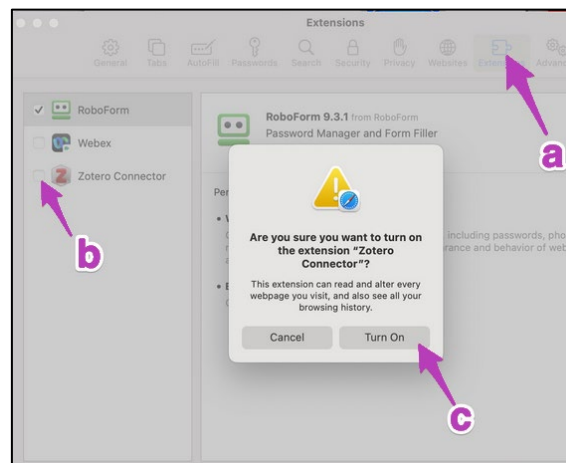 Extensions
General Tabs AutoFill Passwords Search Security Privacy Websites Extensions Advanc
RoboForm
Webex
Zotero Connector
RoboForm 9.3.1 from RoboForm
Password Manager and Form Filler
Per
including passwords, pho
rance and behavior of web
Are you sure you want to turn on
the extension “Zotero
Connector”?
This extension can read and alter every
webpage you visit, and also see all your
browsing history.
Cancel Turn On
a
b
c